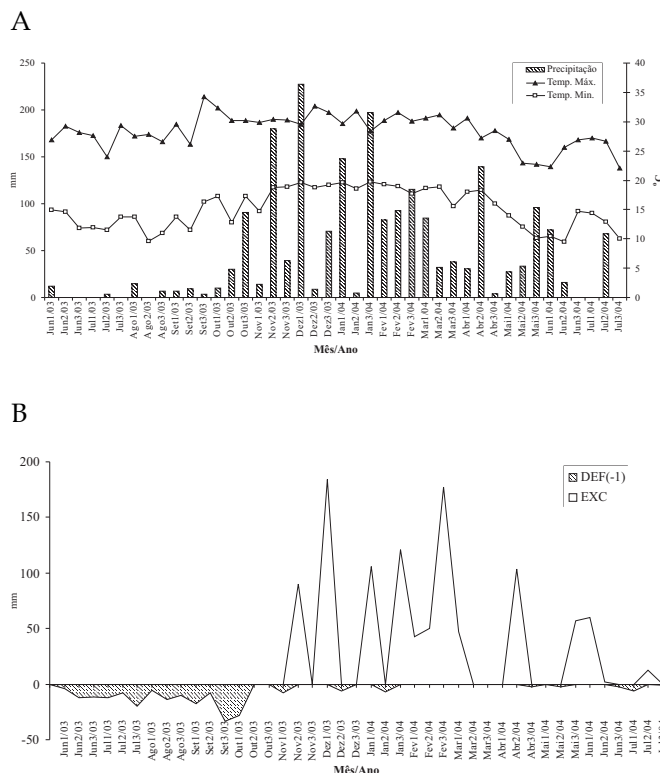 A
250
200
150
100
50
0
mm
40
35
30
25
20
15
10
5
0
ºC
Precipitação
Temp. Máx.
Temp. Min.
Jun1/03
Jun2/03
Jun3/03
Jul1/03
Jul2/03
Jul3/03
Ago1/03
Ago2/03
Ago3/03
Set1/03
Set2/03
Set3/03
Out1/03
Out2/03
Out3/03
Nov1/03
Nov2/03
Nov3/03
Dez1/03
Dez2/03
Dez3/03
Jan1/04
Jan2/04
Jan3/04
Fev1/04
Fev2/04
Fev3/04
Mar1/04
Mar2/04
Mar3/04
Abr1/04
Abr2/04
Abr3/04
Mai1/04
Mai2/04
Mai3/04
Jun1/04
Jun2/04
Jun3/04
Jul1/04
Jul2/04
Jul3/04
Mês/Ano
B
200
150
100
50
0
-50
mm
DEF(-1)
EXC
Jun1/03
Jun2/03
Jun3/03
Jul1/03
Jul2/03
Jul3/03
Ago1/03
Ago2/03
Ago3/03
Set1/03
Set2/03
Set3/03
Out1/03
Out2/03
Out3/03
Nov1/03
Nov2/03
Nov3/03
Dez1/03
Dez2/03
Dez3/03
Jan1/04
Jan2/04
Jan3/04
Fev1/04
Fev2/04
Fev3/04
Mar1/04
Mar2/04
Mar3/04
Abr1/04
Abr2/04
Abr3/04
Mai1/04
Mai2/04
Mai3/04
Jun1/04
Jun2/04
Jun3/04
Jul1/04
Jul2/04
Mês/Ano